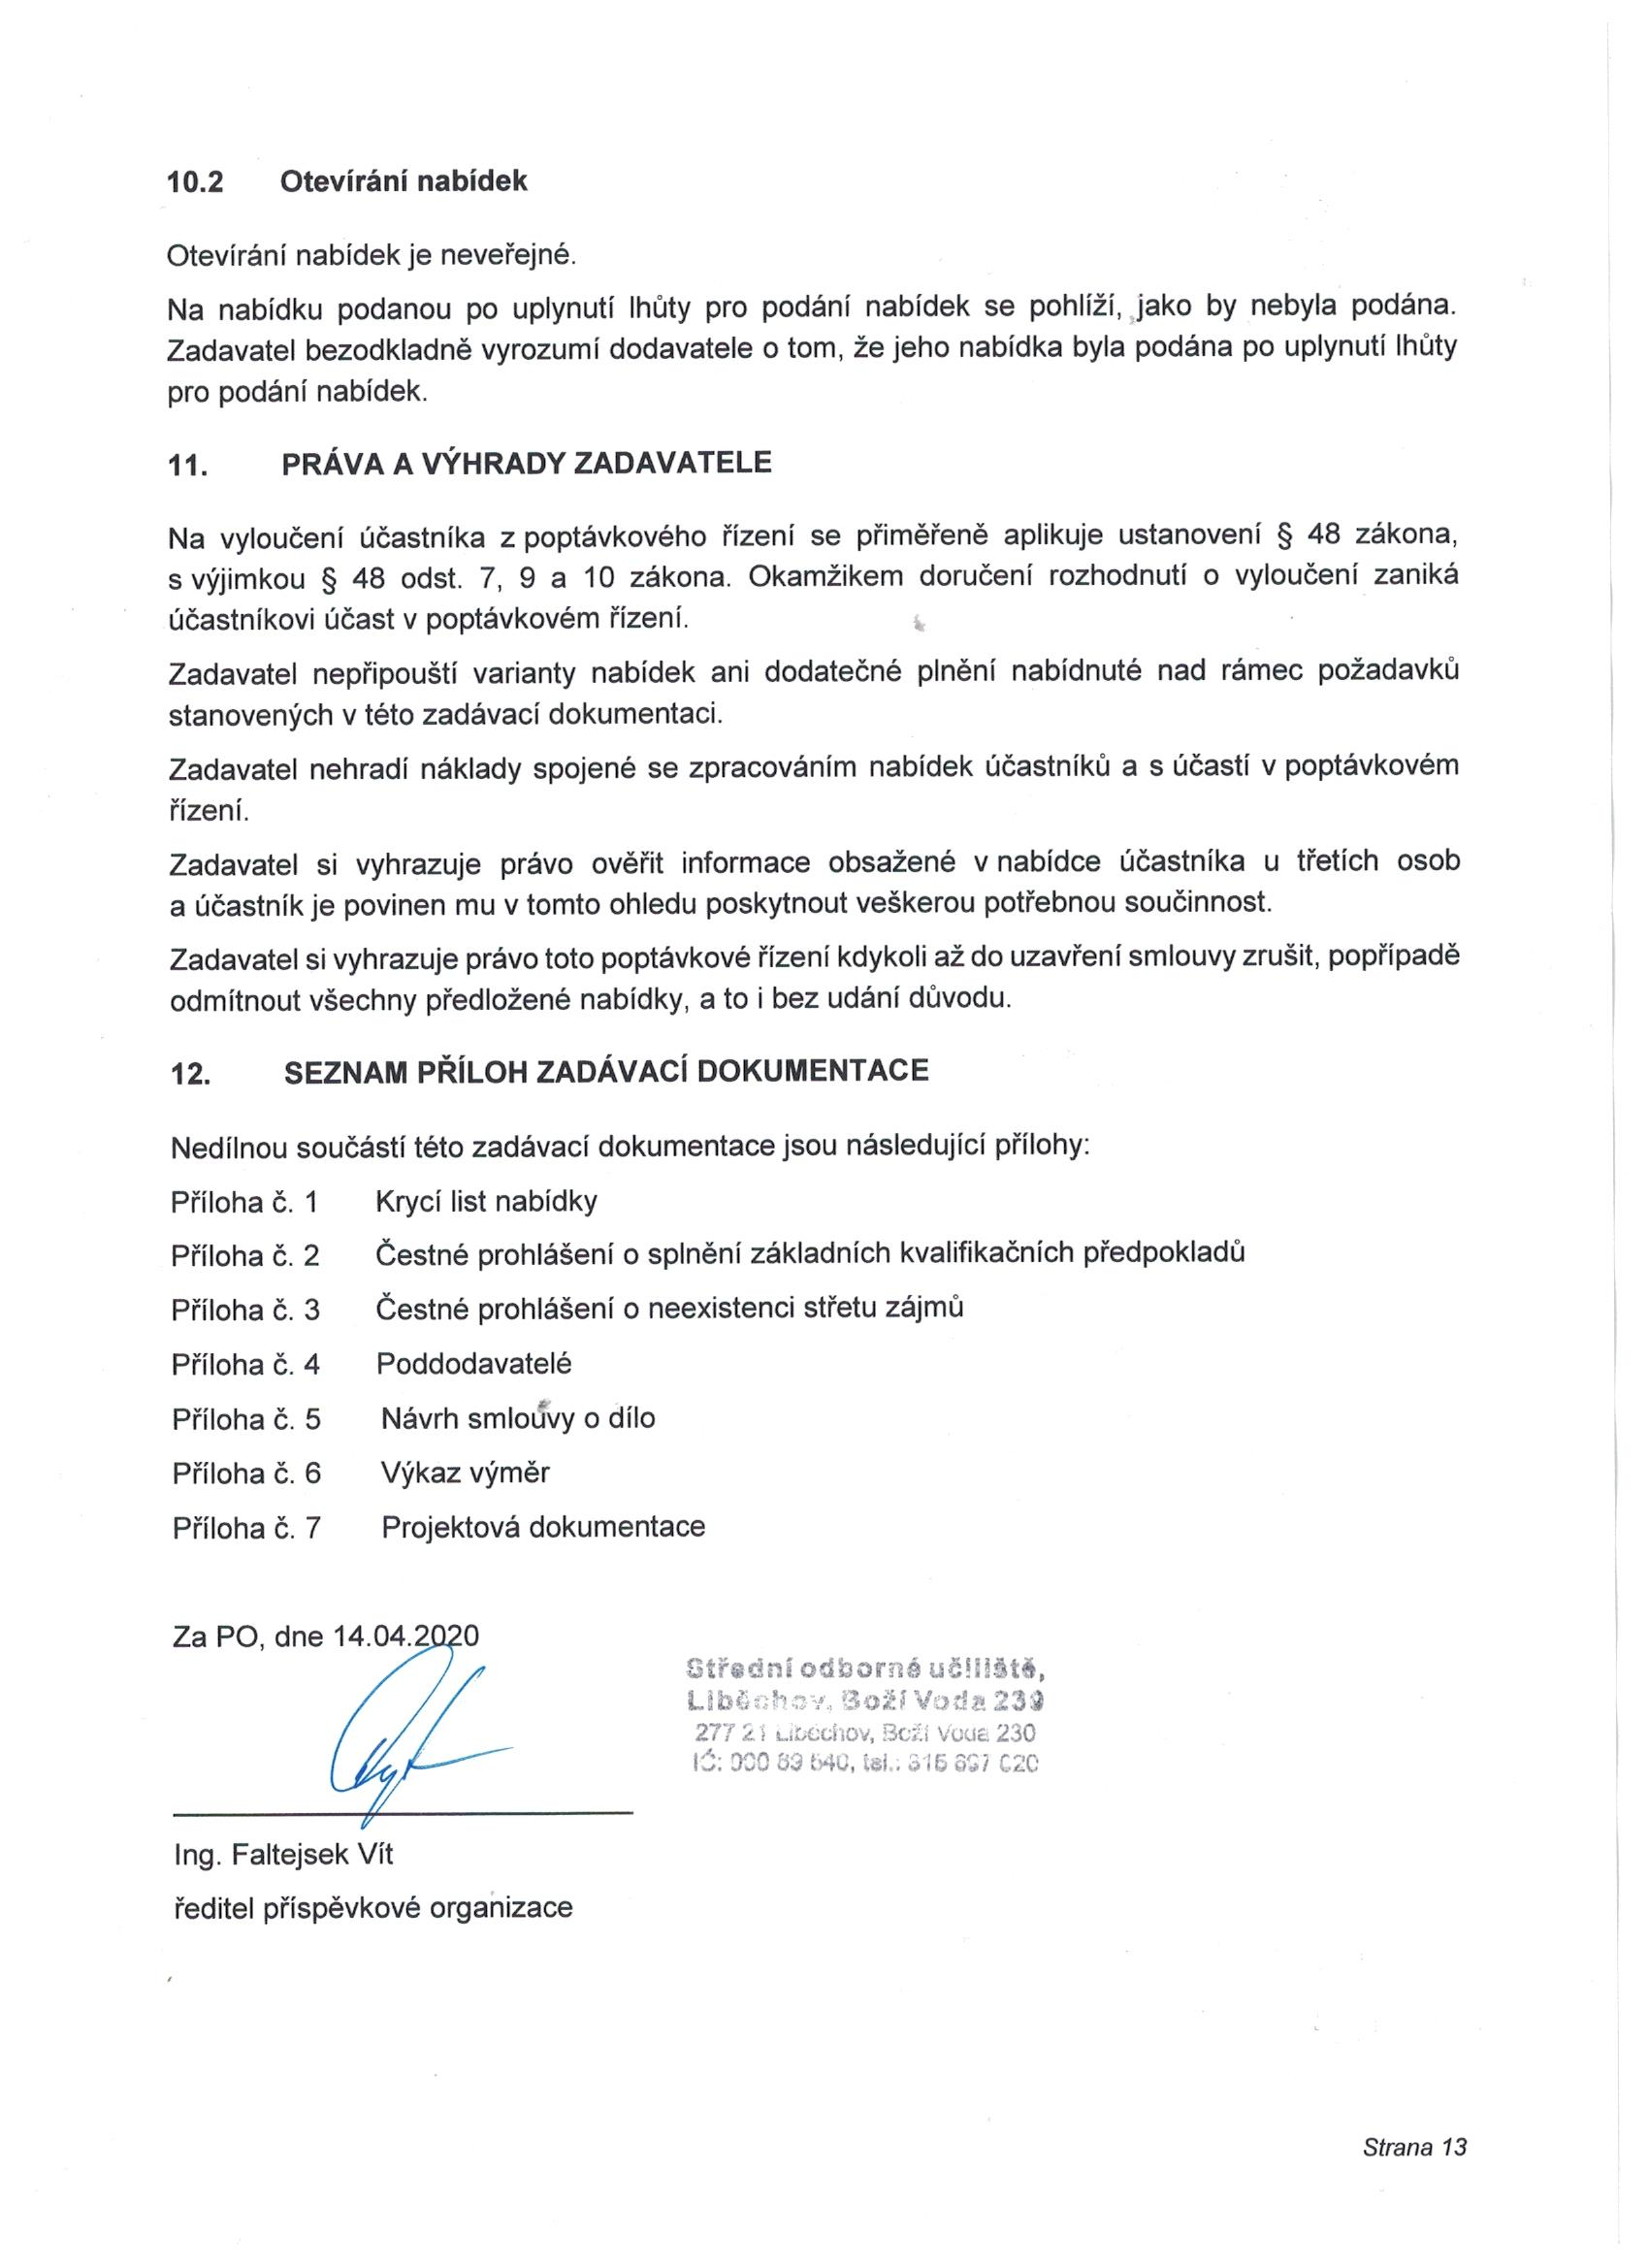 10.2 Otevírání nabídek
Otevírání nabídek je neveřejné.
Na nabídku podanou po uplynutí lhůty pro podání nabídek se pohlíží, jako by nebyla podána.
Zadavatel bezodkladně vyrozumí dodavatele o tom, že jeho nabídka byla podána po uplynutí lhůty
pro podání nabídek.
11. PRÁVA A VÝHRADY ZADAVATELE
Na vyloučení účastníka z poptávkového řízení se přiměřeně aplikuje ustanovení § 48 zákona,
s výjimkou § 48 odst. 7, 9 a 10 zákona. Okamžikem doručení rozhodnutí o vyloučení zaniká
účastníkovi účast v poptávkovém řízení.
Zadavatel nepřipouští varianty nabídek ani dodatečné plnění nabídnuté nad rámec požadavků
stanovených v této zadávací dokumentaci.
Zadavatel nehradí náklady spojené se zpracováním nabídek účastníků a s účastí v poptávkovém
řízení.
Zadavatel si vyhrazuje právo ověřit informace obsažené v nabídce účastníka u třetích osob
a účastník je povinen mu v tomto ohledu poskytnout veškerou potřebnou součinnost.
Zadavatel si vyhrazuje právo toto poptávkové řízení kdykoli až do uzavření smlouvy zrušit, popřípadě
odmítnout všechny předložené nabídky, a to i bez udání důvodu.
12. SEZNAM PŘÍLOH ZADÁVACÍ DOKUMENTACE
Nedílnou součástí této zadávací dokumentace jsou následující přílohy:
Příloha č. 1 Krycí list nabídky
Příloha č. 2 Čestné prohlášení o splnění základních kvalifikačních předpokladů
Příloha č. 3 Čestné prohlášení o neexistenci střetu zájmů
Příloha č. 4 Poddodavatelé
Příloha č. 5 Návrh smlouvy o dílo
Příloha č. 6 Výkaz výměr
Příloha č. 7 Projektová dokumentace
Za PO, dne 14.04.2020
Střední odborné učiliště,
Liběchov, Boží Voda 230
277 21 Liběchov, Boží Voda 230
IČ: tel.:
Ing. Faltejsek Vít
ředitel příspěvkové organizace
Strana 13